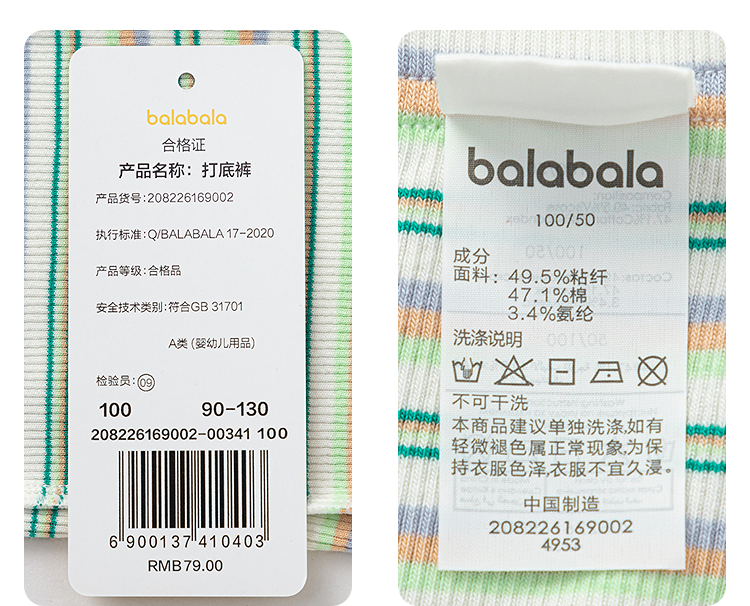 balabala
合格证
产品名称：打底裤
产品货号：208226169002
执行标准：Q/BALABALA 17-2020
产品等级：合格品
安全技术类别：符合GB 31701
A类（婴幼儿用品）
检验员：09
100 90-130
208226169002-00341 100
6 900137 410403
RMB79.00
balabala
100/50
成分
面料：49.5%粘纤
47.1%棉
3.4%氨纶
洗涤说明
不可干洗
本商品建议单独洗涤,如有
轻微褪色属正常现象,为保
持衣服色泽,衣服不宜久浸。
中国制造
208226169002
4953